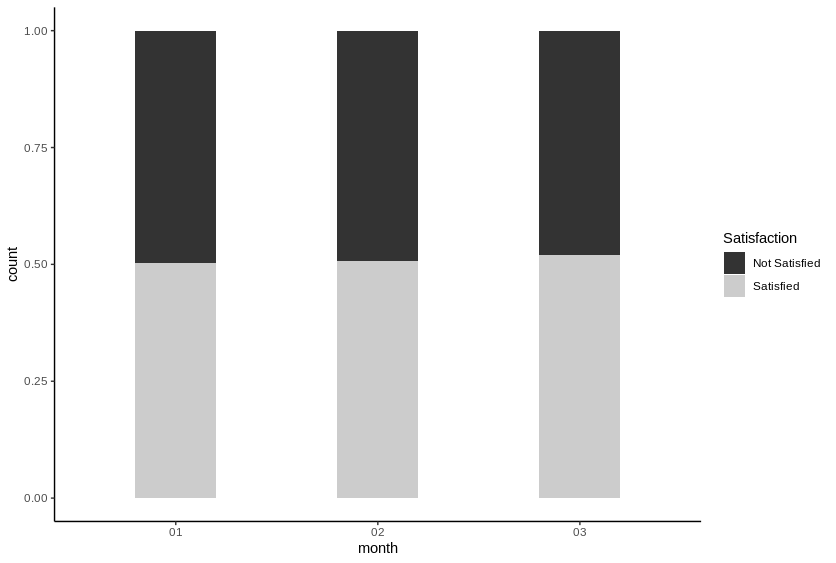 1.00
0.75
0.50
0.25
0.00
count
01 02 03
month
Satisfaction
Not Satisfied
Satisfied